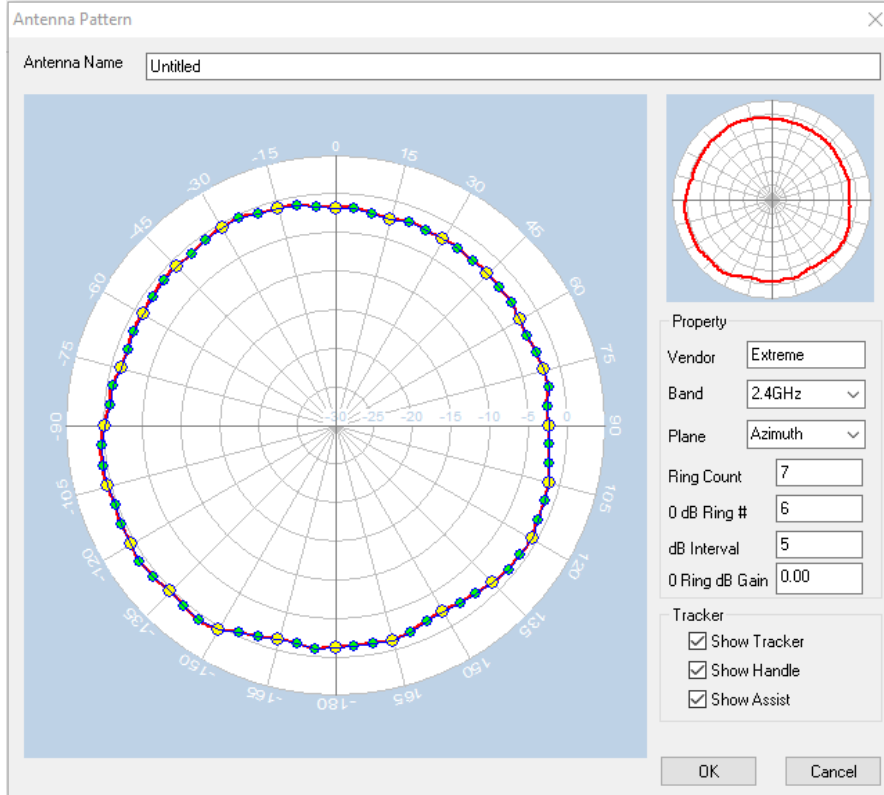 Antenna Pattern
Antenna Name Untitled
0
15
30
45
60
75
90
105
120
135
150
165
-180
-165
-150
-135
-120
-105
-90
-75
-60
-45
-30
-15
-30 -25 -20 -15 -10 -5 0
Property
Vendor Extreme
Band 2.4GHz
Plane Azimuth
Ring Count 7
0 dB Ring # 6
dB Interval 5
0 Ring dB Gain 0.00
Tracker
Show Tracker
Show Handle
Show Assist
OK Cancel